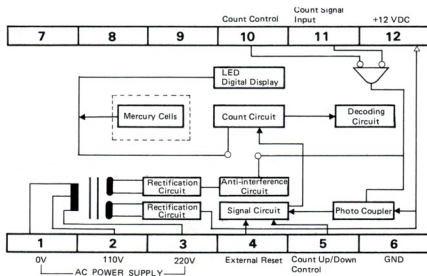 Count Control
Count Signal
Input
+12 VDC
7 8 9 10 11 12
LED
Digital Display
Mercury Cells
Count Circuit
Decoding
Circuit
Rectification
Circuit
Anti-interference
Circuit
Rectification
Circuit
Signal Circuit
Photo Coupler
1 2 3 4 5 6
0V 110V 220V
AC POWER SUPPLY
External Reset
Count Up/Down
Control
GND